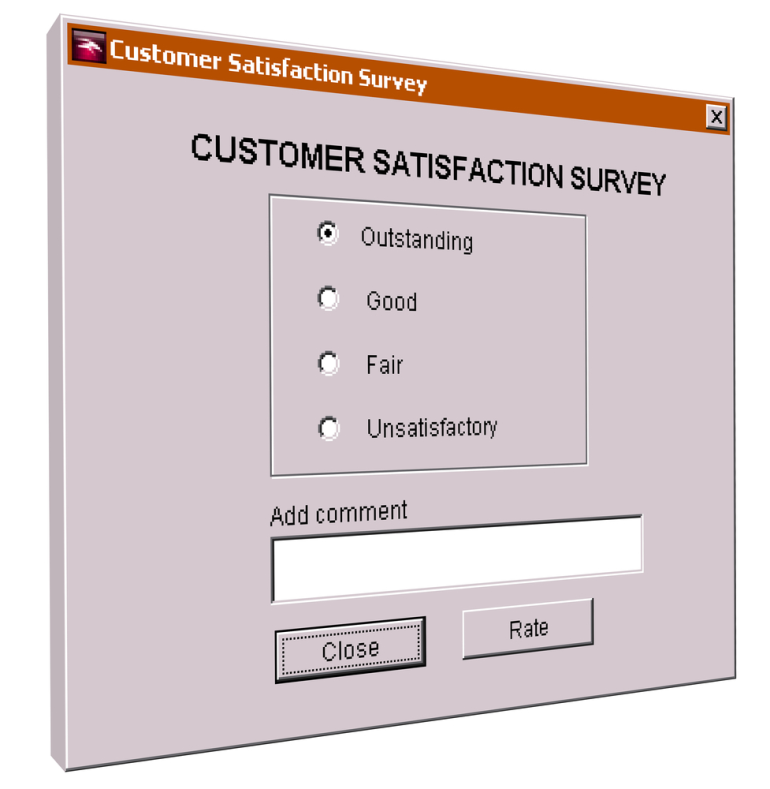 Customer Satisfaction Survey
X
CUSTOMER SATISFACTION SURVEY
Outstanding
Good
Fair
Unsatisfactory
Add comment
Close
Rate